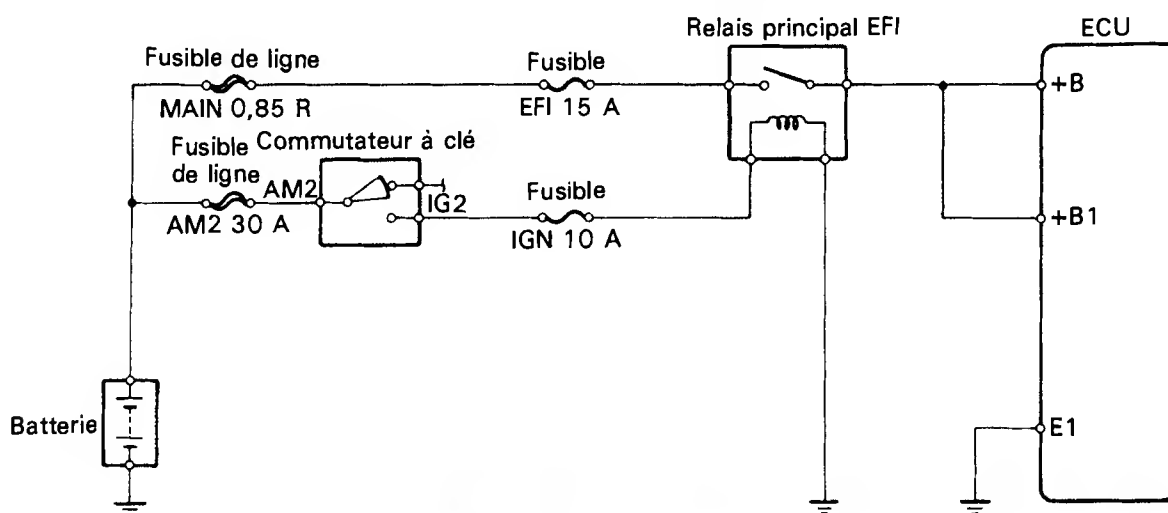 Relais principal EFI
ECU
Fusible de ligne
Fusible
+B
MAIN 0,85 R
EFI 15 A
Fusible
de ligne
Commutateur à clé
AM2
IG2
Fusible
+B1
AM2 30 A
IGN 10 A
Batterie
E1